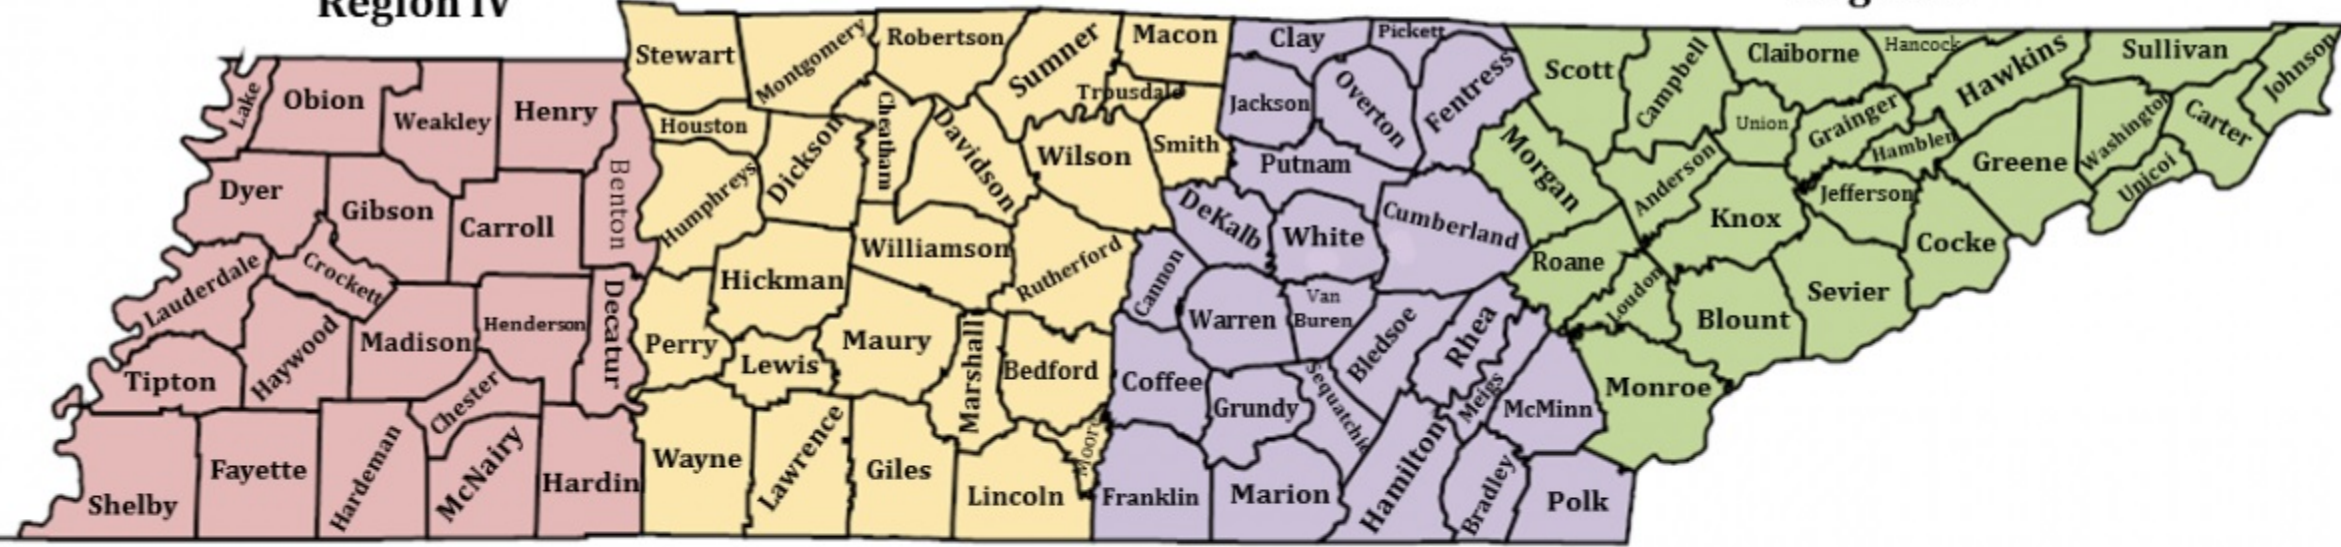 Region IV
Lake
Obion
Weakley
Henry
Dyer
Gibson
Carroll
Benton
Lauderdale
Crockett
Haywood
Madison
Henderson
Decatur
Tipton
Chester
Shelby
Fayette
Hardeman
McNairy
Hardin
Stewart
Montgomery
Robertson
Sumner
Macon
Trousdale
Houston
Dickson
Cheatham
Davidson
Wilson
Smith
Humphreys
Hickman
Williamson
Rutherford
Perry
Lewis
Maury
Marshall
Bedford
Wayne
Lawrence
Giles
Lincoln
Moore
Clay
Pickett
Jackson
Overton
Fentress
Putnam
DeKalb
White
Cumberland
Cannon
Warren
Van
Buren
Bledsoe
Rhea
Coffee
Grundy
Sequatchie
Meigs
McMinn
Franklin
Marion
Hamilton
Bradley
Polk
Scott
Campbell
Claiborne
Hancock
Hawkins
Sullivan
Johnson
Union
Grainger
Hamblen
Washington
Carter
Morgan
Anderson
Greene
Unicoi
Knox
Jefferson
Roane
Cocke
Loudon
Blount
Sevier
Monroe